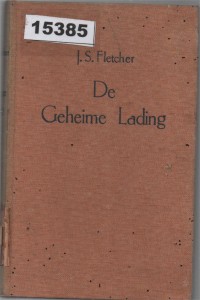 15385
J. S. Fletcher
De
Geheime Lading